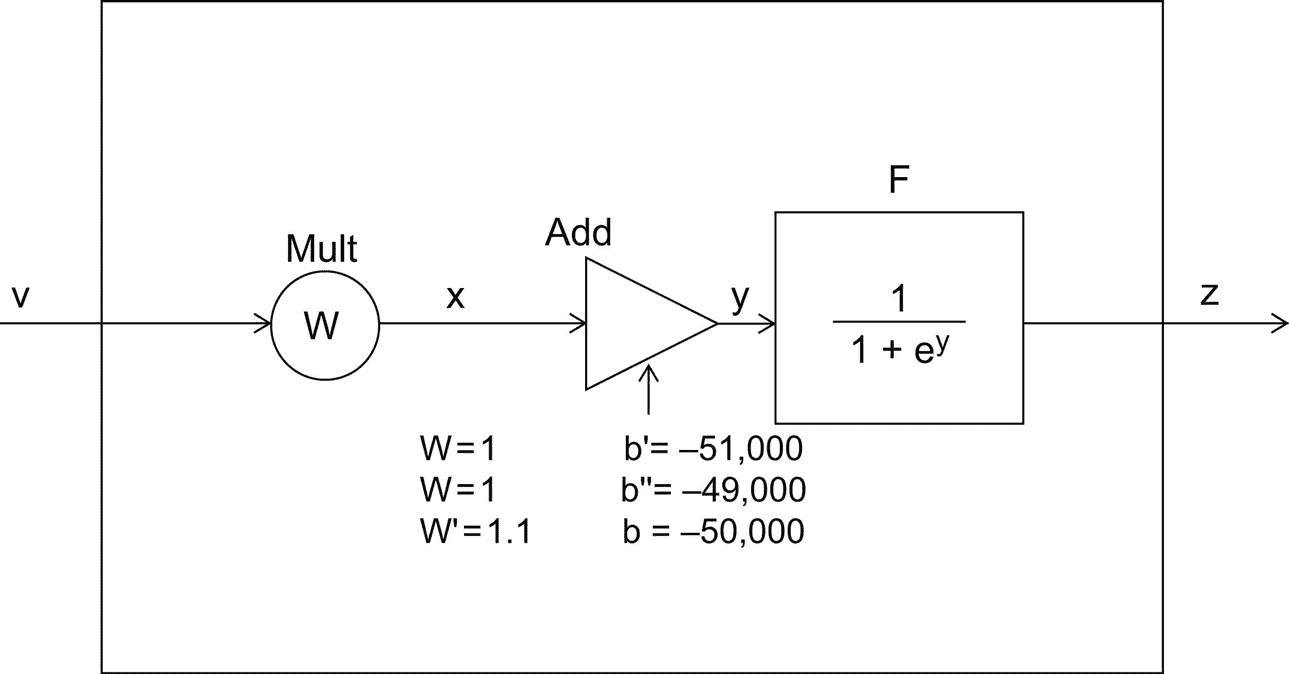 F
Add
Mult
v
W
x
y
1
1 + e^y
z
W=1 b'= –51,000
W=1 b"= –49,000
W'=1.1 b = –50,000